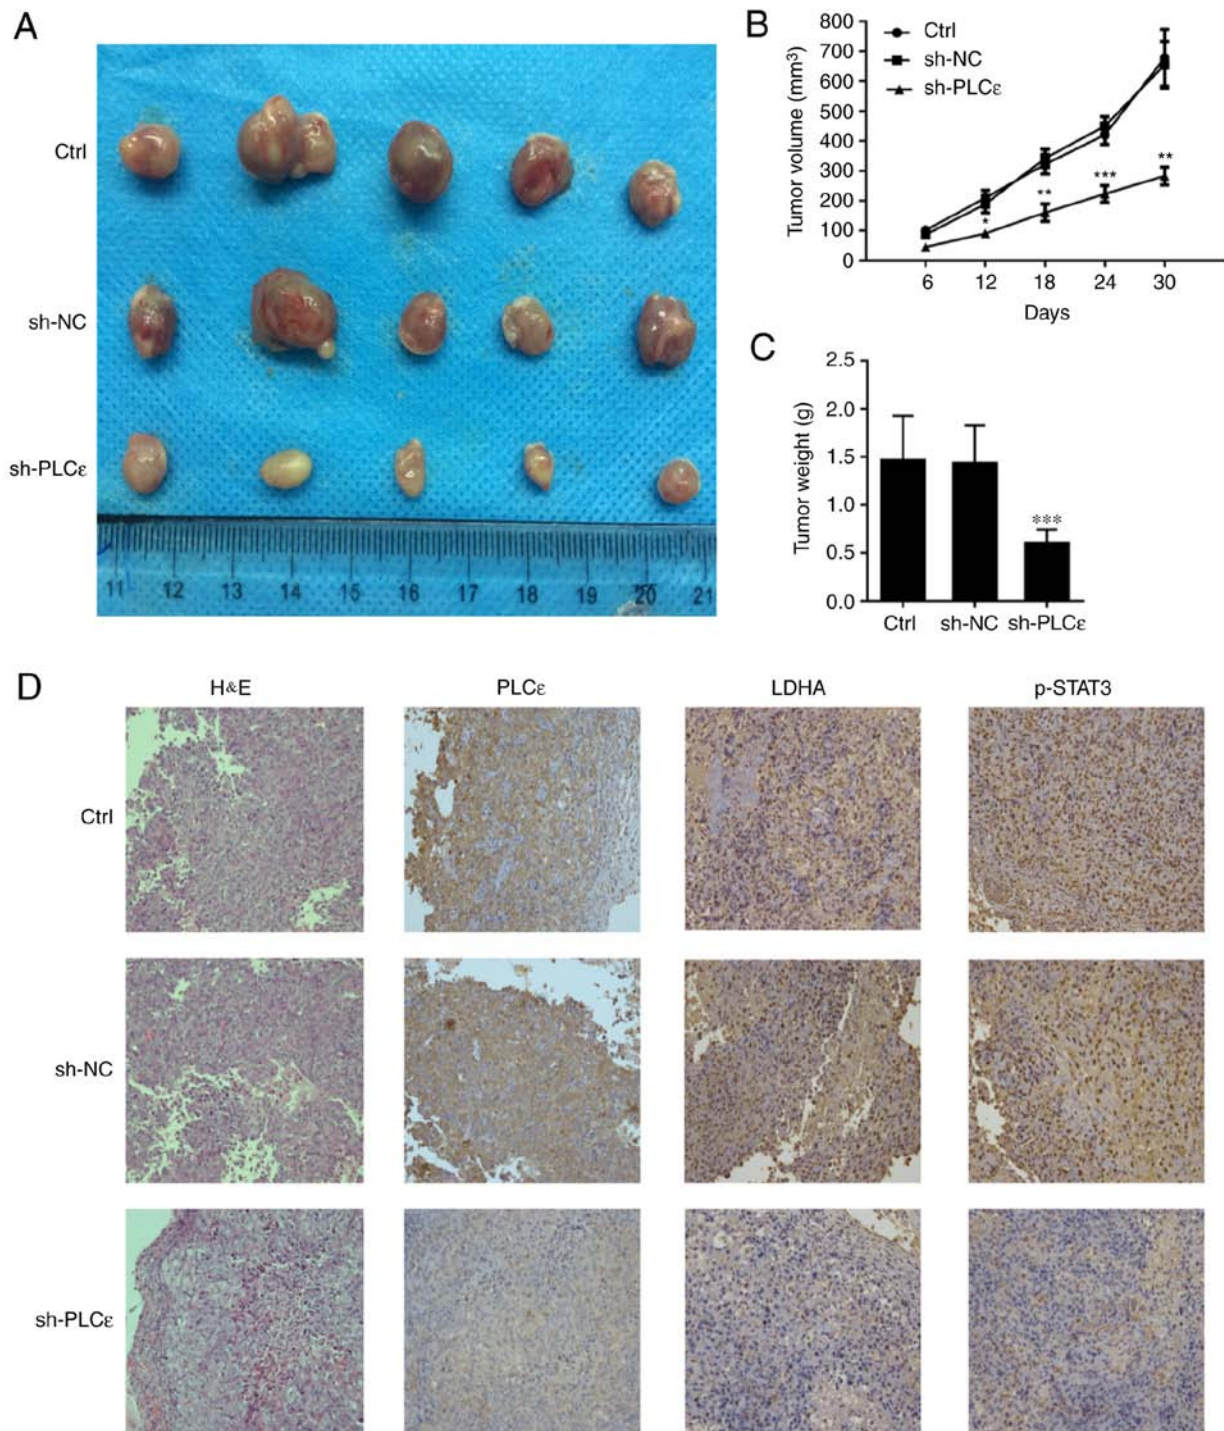 A
Ctrl
sh-NC
sh-PLCε
11 12 13 14 15 16 17 18 19 20 21
B
Ctrl
sh-NC
sh-PLCε
Tumor volume (mm³)
800
700
600
500
400
300
200
100
0
*
**
***
**
6 12 18 24 30
Days
C
Tumor weight (g)
2.5
2.0
1.5
1.0
0.5
0.0
***
Ctrl sh-NC sh-PLCε
D
H&E PLCε LDHA p-STAT3
Ctrl
sh-NC
sh-PLCε